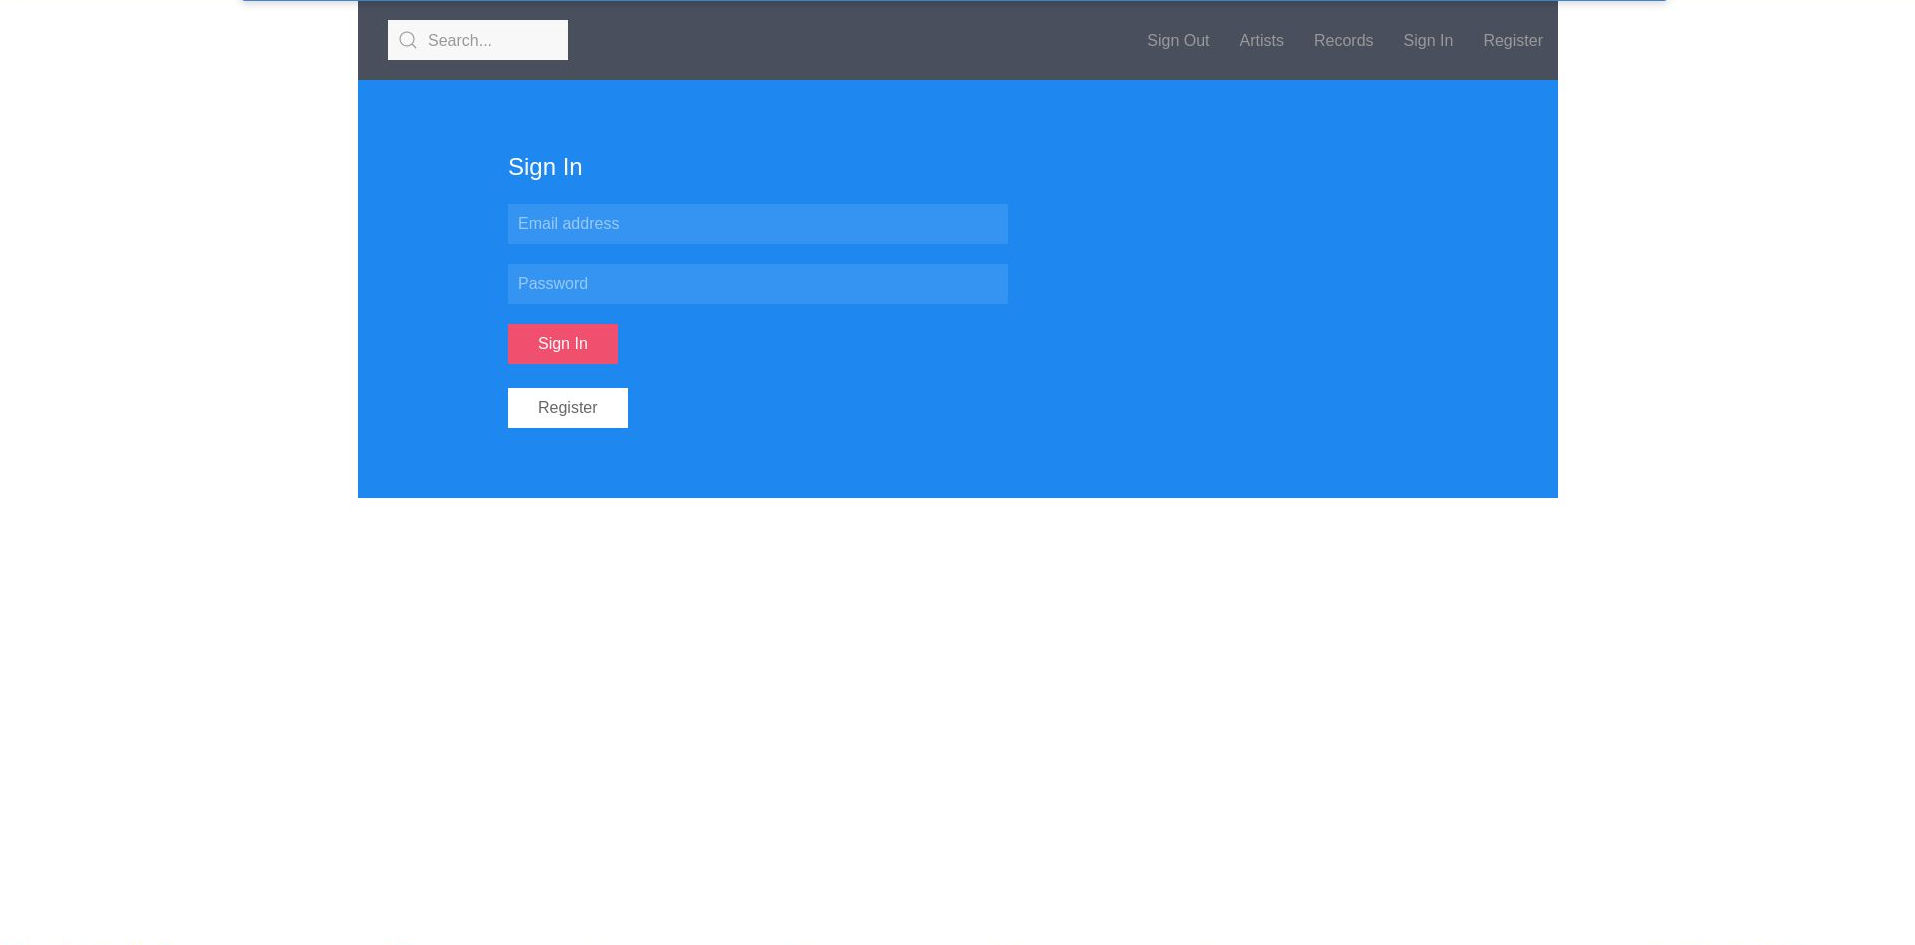 Search... Sign Out Artists Records Sign In Register
Sign In
Email address
Password
Sign In
Register